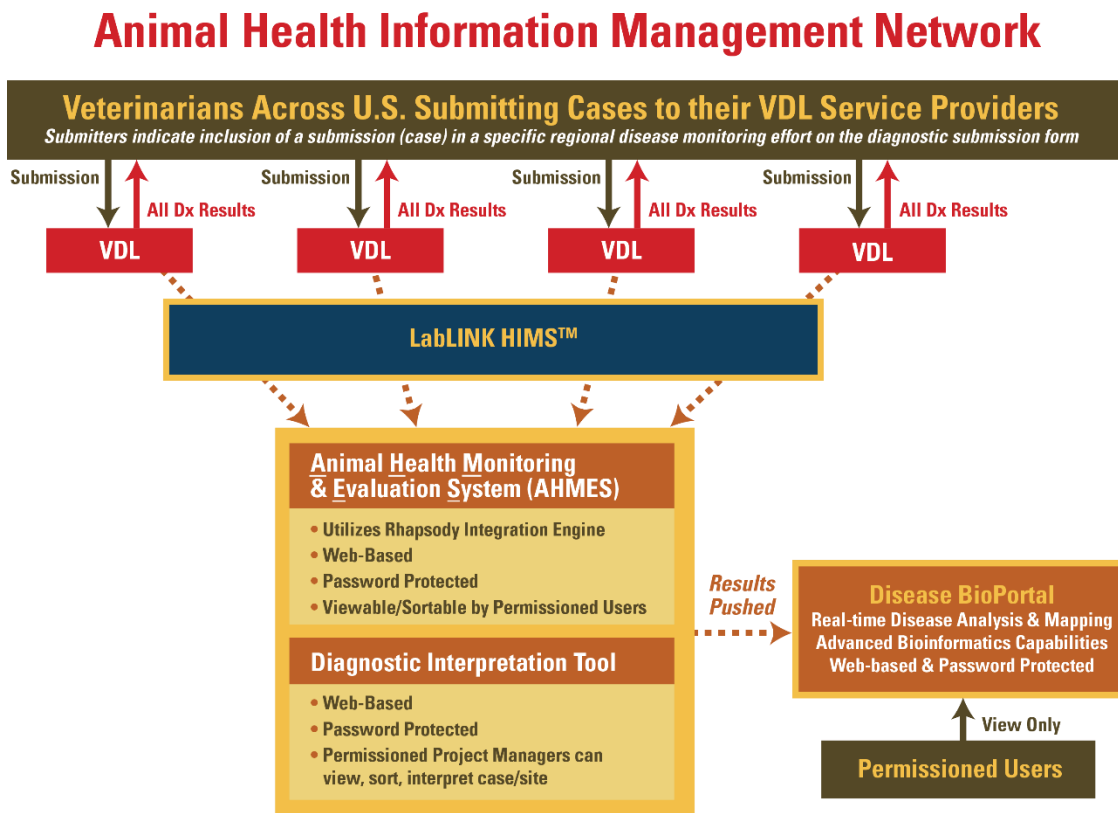 Animal Health Information Management Network
Veterinarians Across U.S. Submitting Cases to their VDL Service Providers
Submitters indicate inclusion of a submission (case) in a specific regional disease monitoring effort on the diagnostic submission form
Submission
All Dx Results
VDL
Submission
All Dx Results
VDL
Submission
All Dx Results
VDL
Submission
All Dx Results
VDL
LabLINK HIMS™
Animal Health Monitoring
& Evaluation System (AHMES)
• Utilizes Rhapsody Integration Engine
• Web-Based
• Password Protected
• Viewable/Sortable by Permissioned Users
Diagnostic Interpretation Tool
• Web-Based
• Password Protected
• Permissioned Project Managers can
view, sort, interpret case/site
Results
Pushed
Disease BioPortal
Real-time Disease Analysis & Mapping
Advanced Bioinformatics Capabilities
Web-based & Password Protected
View Only
Permissioned Users